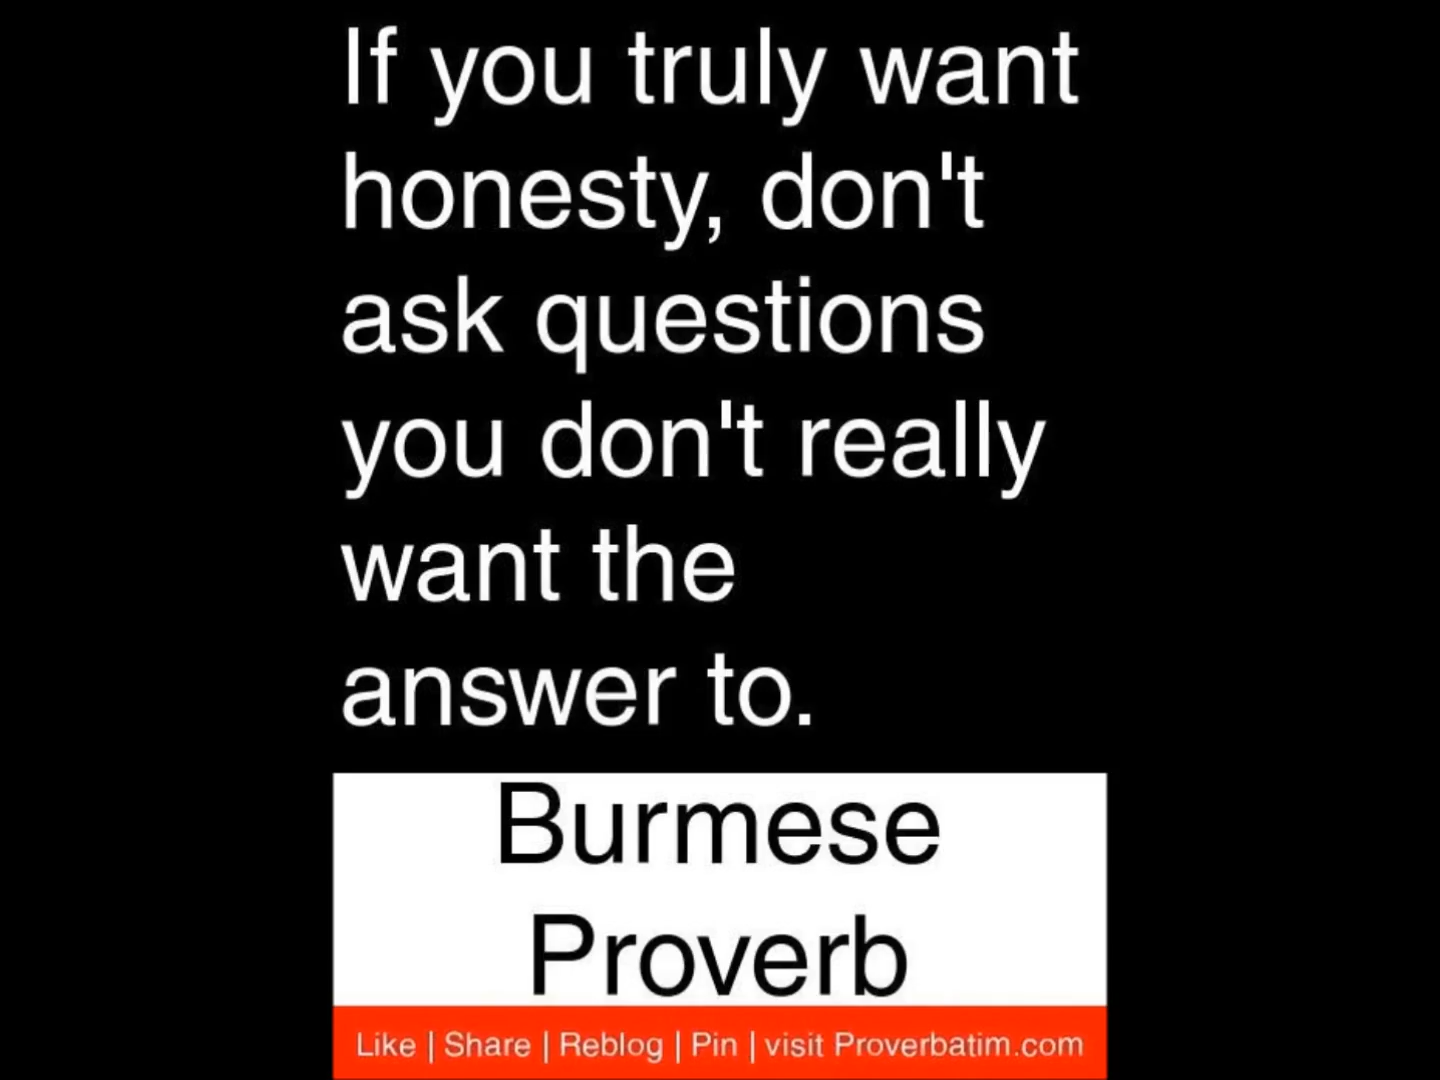 If you truly want
honesty, don't
ask questions
you don't really
want the
answer to.
Burmese
Proverb
Like | Share | Reblog | Pin | visit Proverbatim.com